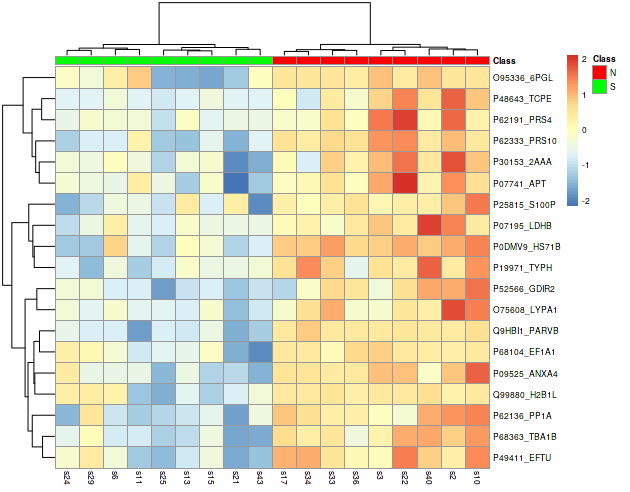 Class
O95336_6PGL
P48643_TCPE
P62191_PRS4
P62333_PRS10
P30153_2AAA
P07741_APT
P25815_S100P
P07195_LDHB
P0DMV9_HS71B
P19971_TYPH
P52566_GDIR2
O75608_LYPA1
Q9HBI1_PARVB
P68104_EF1A1
P09525_ANXA4
Q99880_H2B1L
P62136_PP1A
P68363_TBA1B
P49411_EFTU
s24 s29 s6 s11 s25 s13 s15 s21 s43 s17 s34 s33 s36 s3 s22 s40 s2 s10
2
1
0
-1
-2
Class
N
S